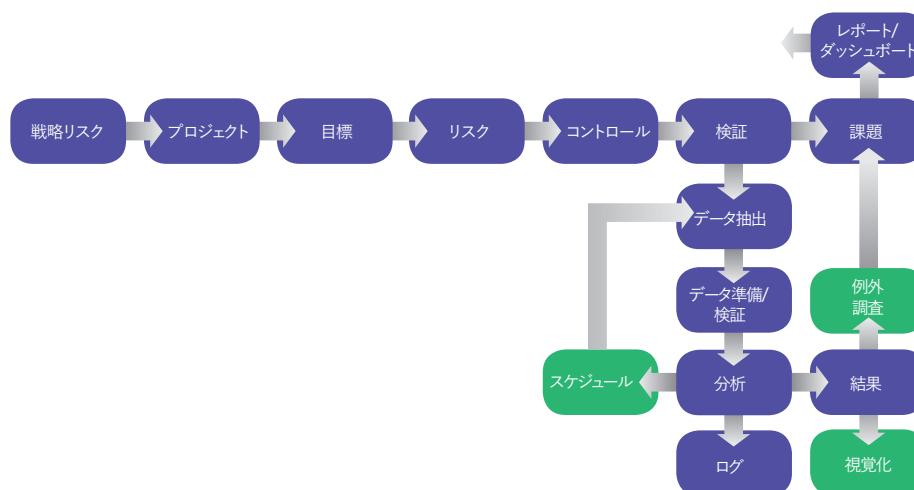 レポート/
ダッシュボート
戦略リスク
プロジェクト
目標
リスク
コントロール
検証
課題
データ抽出
データ準備/
検証
例外
調査
スケジュール
分析
結果
ログ
視覚化